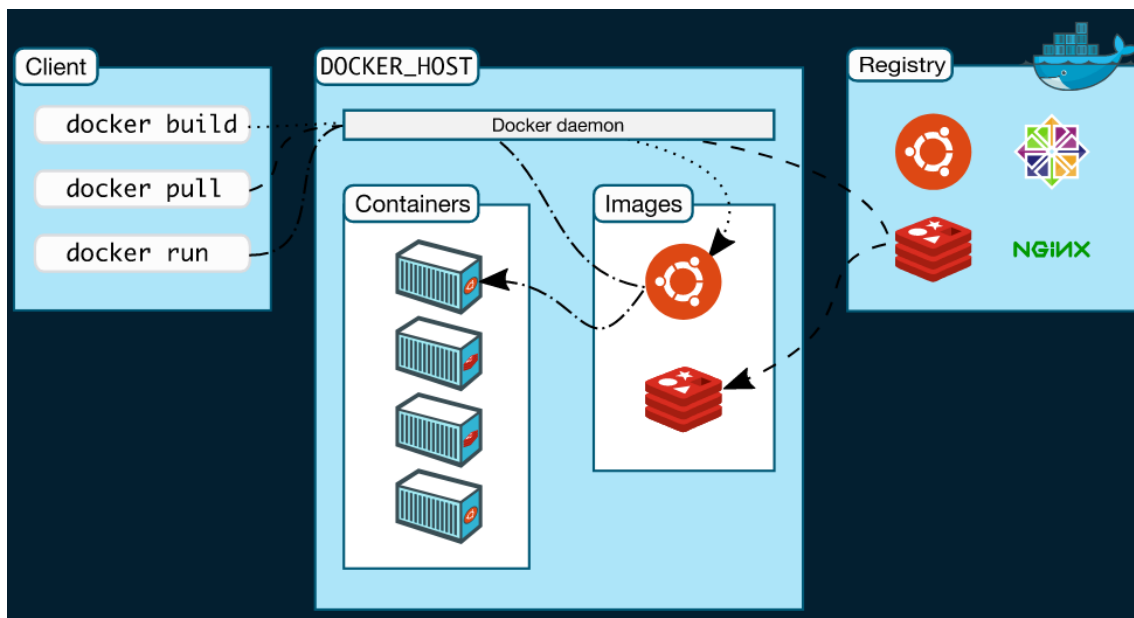 Client
docker build
docker pull
docker run
DOCKER_HOST
Docker daemon
Containers
Images
Registry
NGiNX